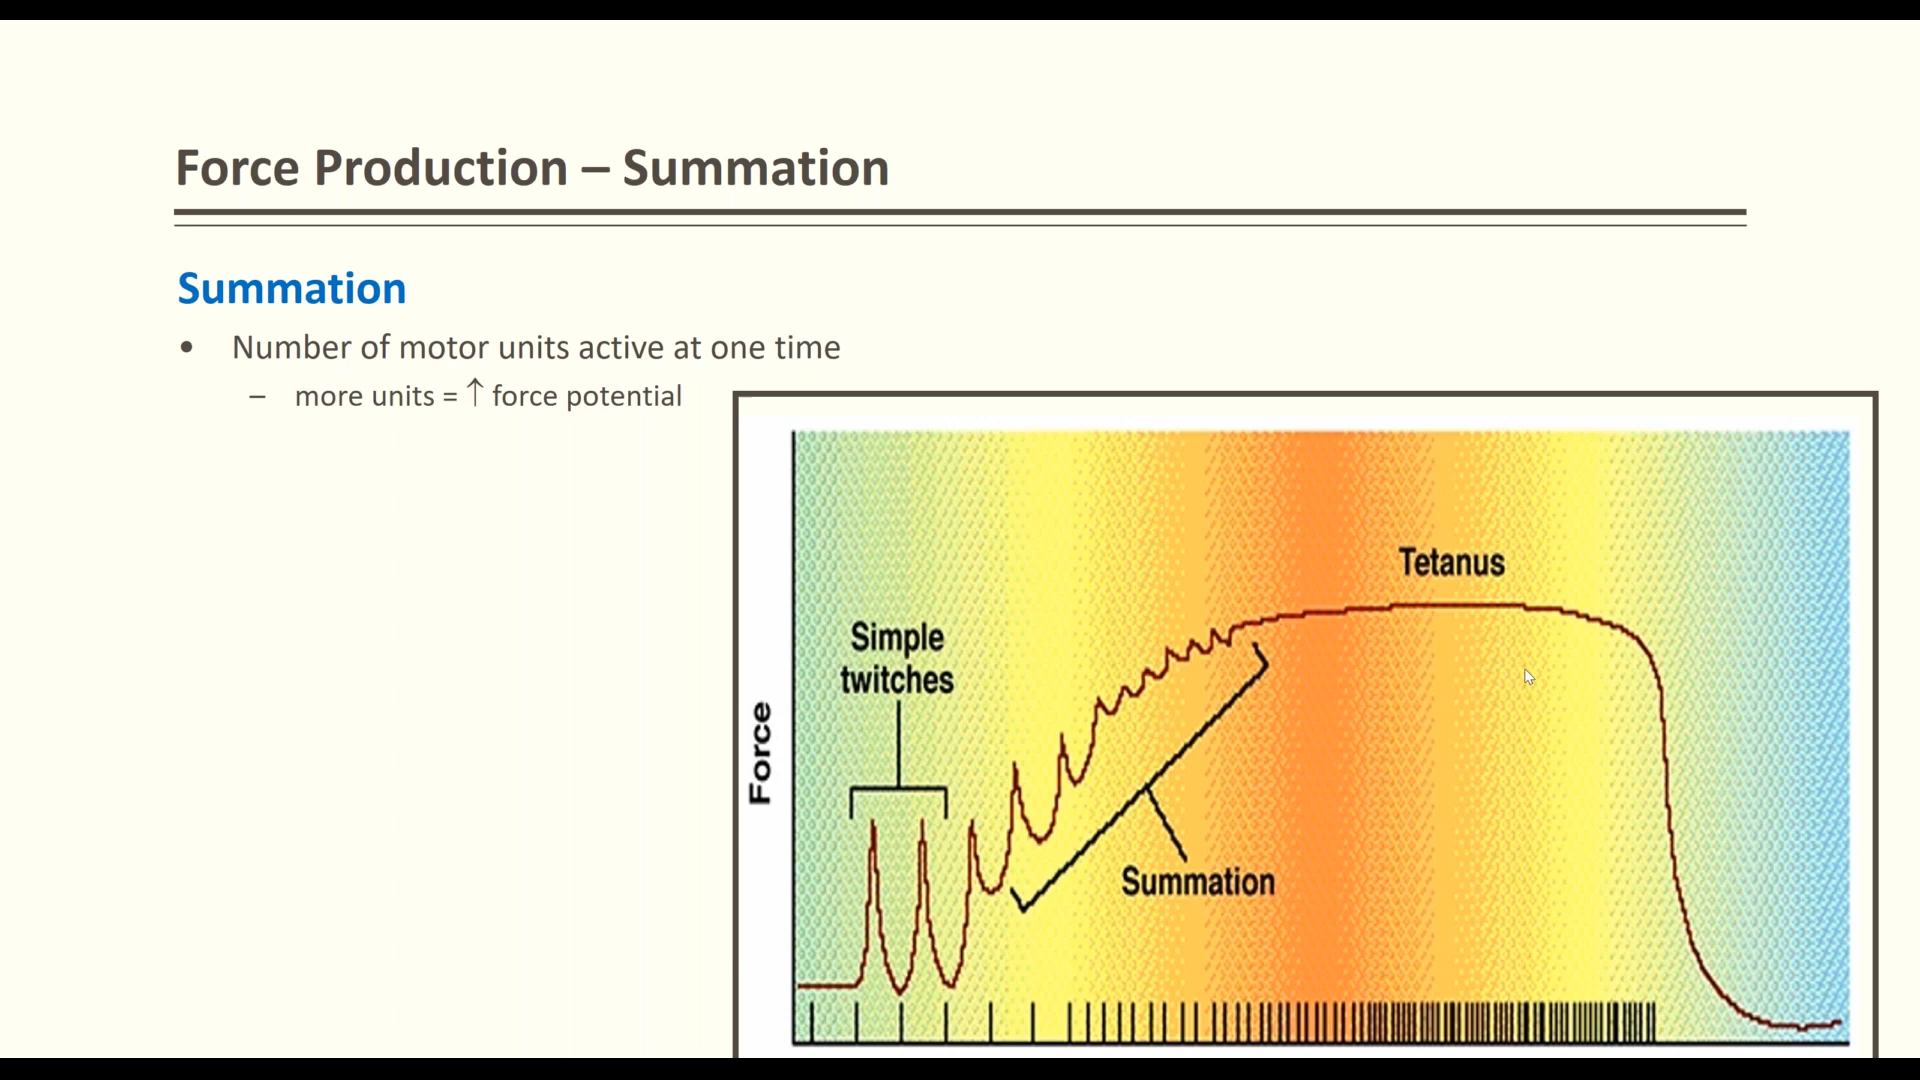 Force Production – Summation
Summation
• Number of motor units active at one time
– more units = ↑ force potential
Tetanus
Simple
twitches
Force
Summation